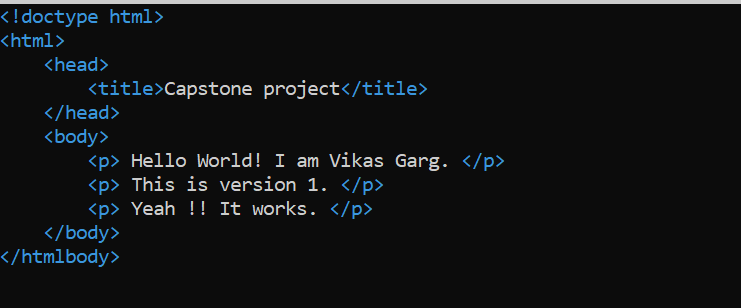 <!doctype html>
<html>
    <head>
        <title>Capstone project</title>
    </head>
    <body>
        <p> Hello World! I am Vikas Garg. </p>
        <p> This is version 1. </p>
        <p> Yeah !! It works. </p>
    </body>
</htmlbody>